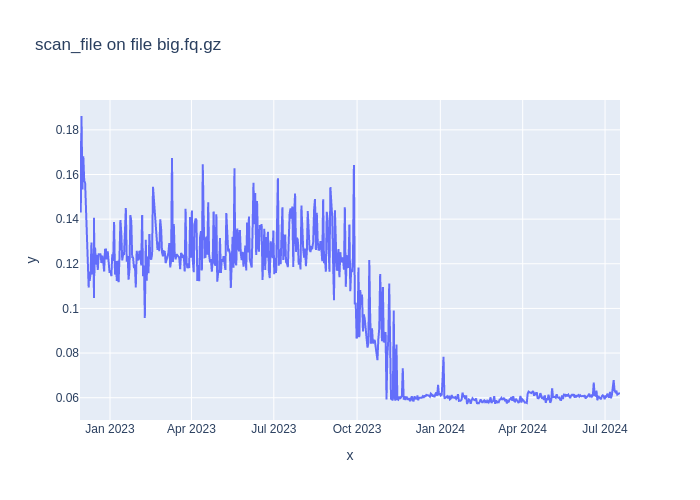 scan_file on file big.fq.gz
0.18
0.16
0.14
0.12
0.1
0.08
0.06
y
Jan 2023
Apr 2023
Jul 2023
Oct 2023
Jan 2024
Apr 2024
Jul 2024
x